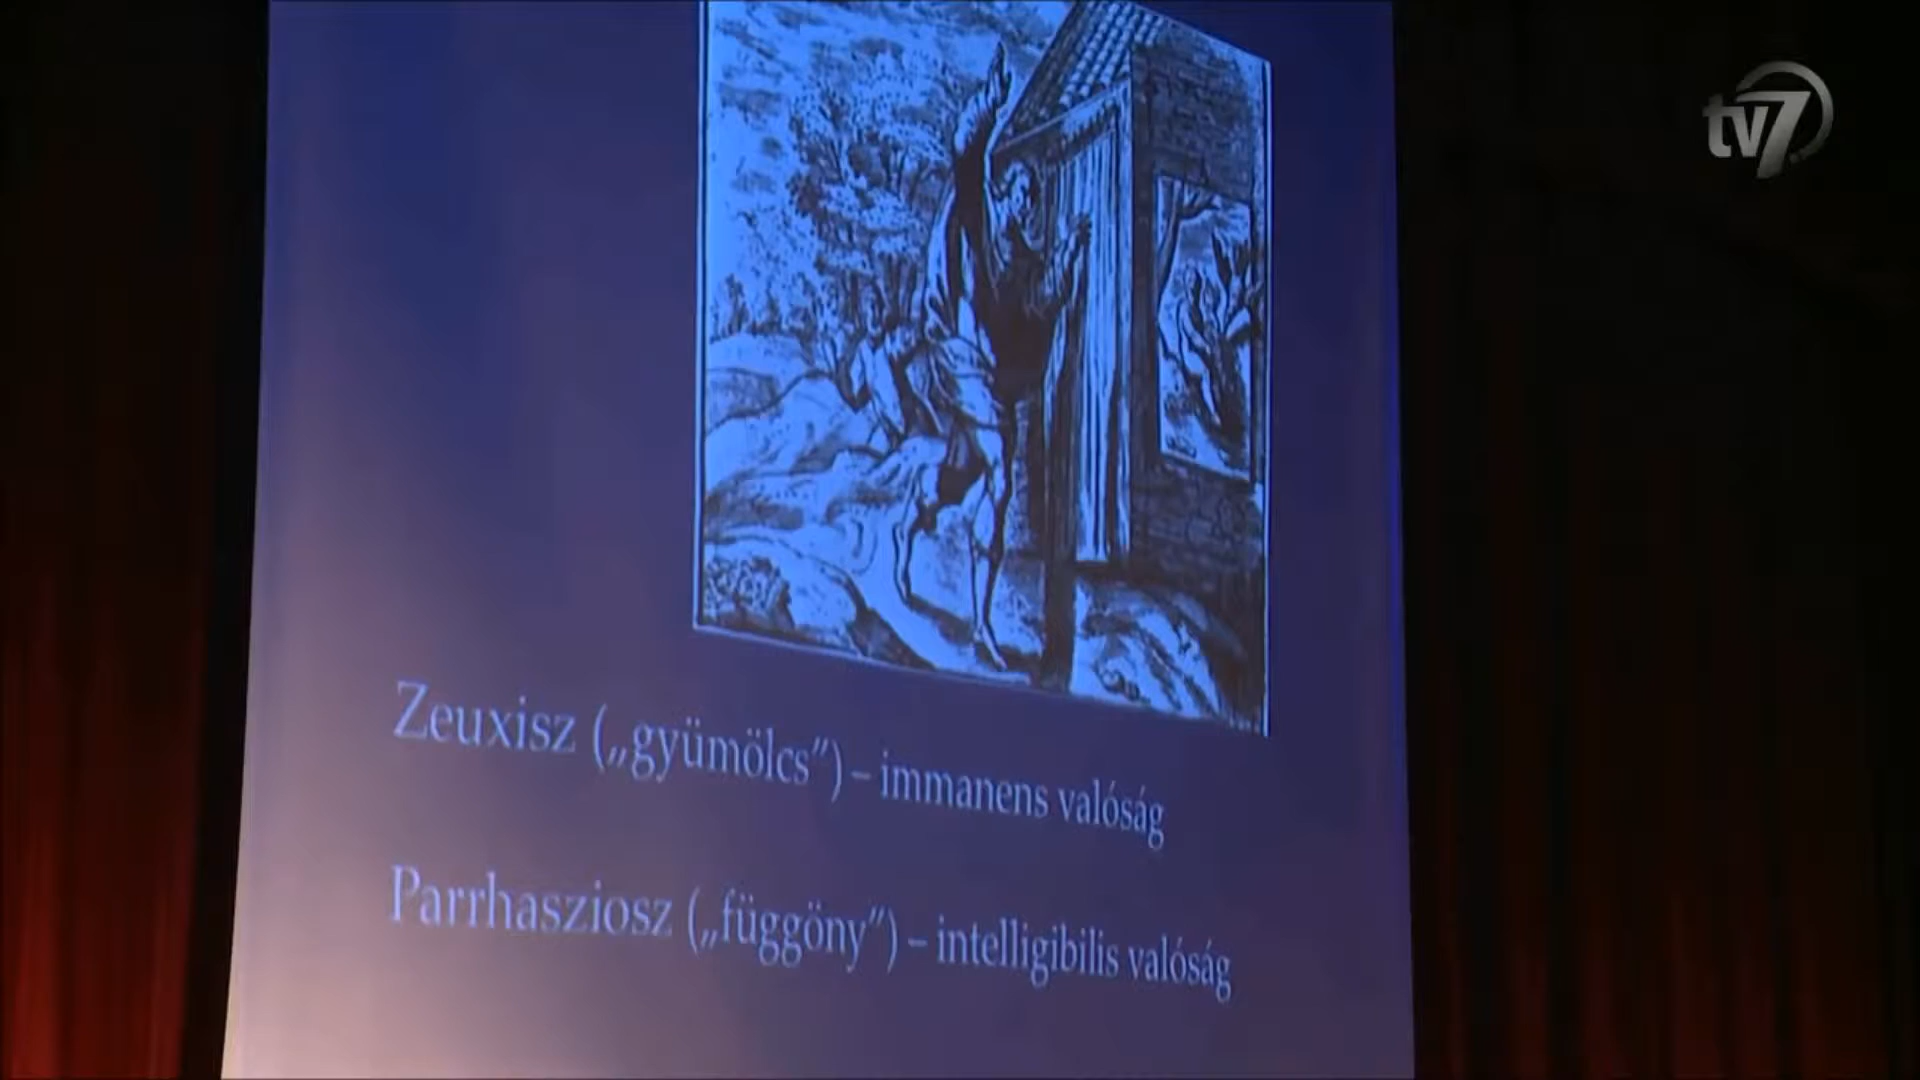 tv7
Zeuxisz („gyümölcs”) – immanens valóság
Parrhasziosz („függöny”) – intelligibilis valóság